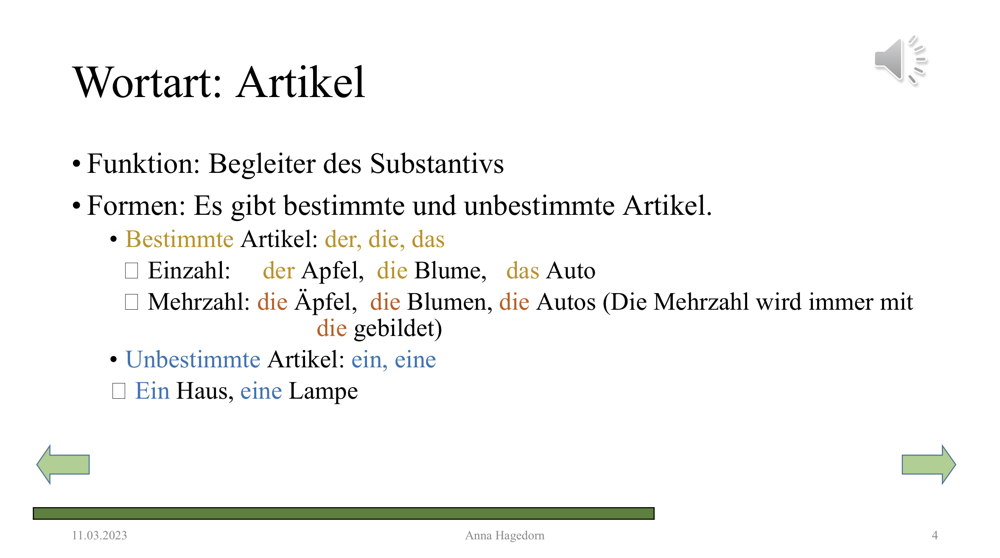 Wortart: Artikel
• Funktion: Begleiter des Substantivs
• Formen: Es gibt bestimmte und unbestimmte Artikel.
• Bestimmte Artikel: der, die, das
□ Einzahl: der Apfel, die Blume, das Auto
□ Mehrzahl: die Äpfel, die Blumen, die Autos (Die Mehrzahl wird immer mit
die gebildet)
• Unbestimmte Artikel: ein, eine
□ Ein Haus, eine Lampe
11.03.2023 Anna Hagedorn 4